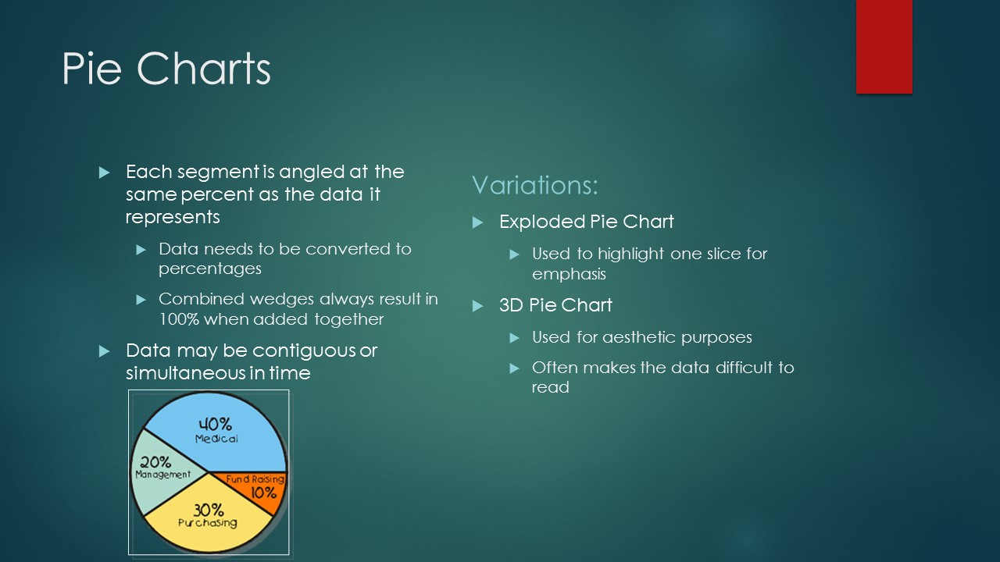 Pie Charts
Each segment is angled at the
same percent as the data it
represents
Data needs to be converted to
percentages
Combined wedges always result in
100% when added together
Data may be contiguous or
simultaneous in time
40%
Medical
20%
Management
Fund Raising
10%
30%
Purchasing
Variations:
Exploded Pie Chart
Used to highlight one slice for
emphasis
3D Pie Chart
Used for aesthetic purposes
Often makes the data difficult to
read